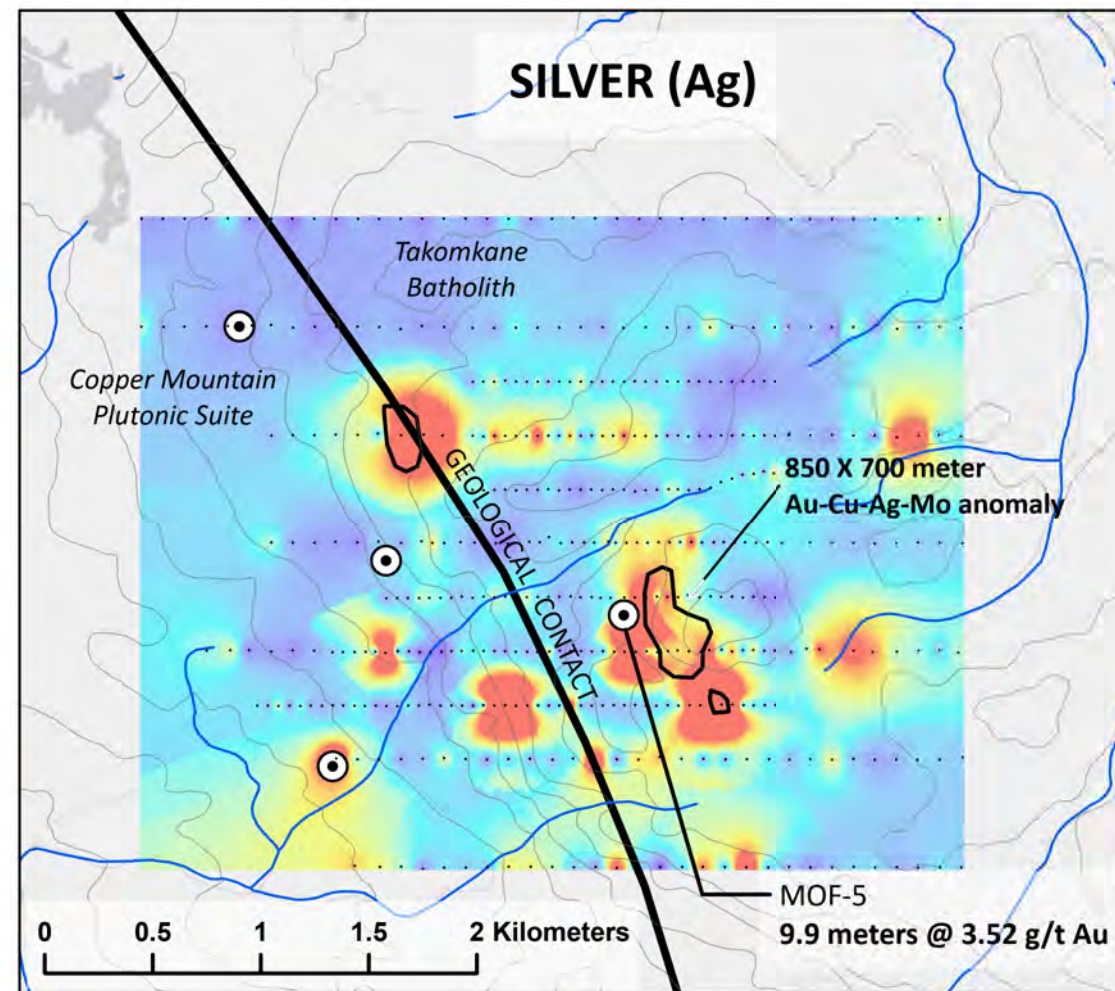 SILVER (Ag)
Takomkane
Batholith
Copper Mountain
Plutonic Suite
GEOLOGICAL CONTACT
850 X 700 meter
Au-Cu-Ag-Mo anomaly
MOF-5
9.9 meters @ 3.52 g/t Au
0 0.5 1 1.5 2 Kilometers